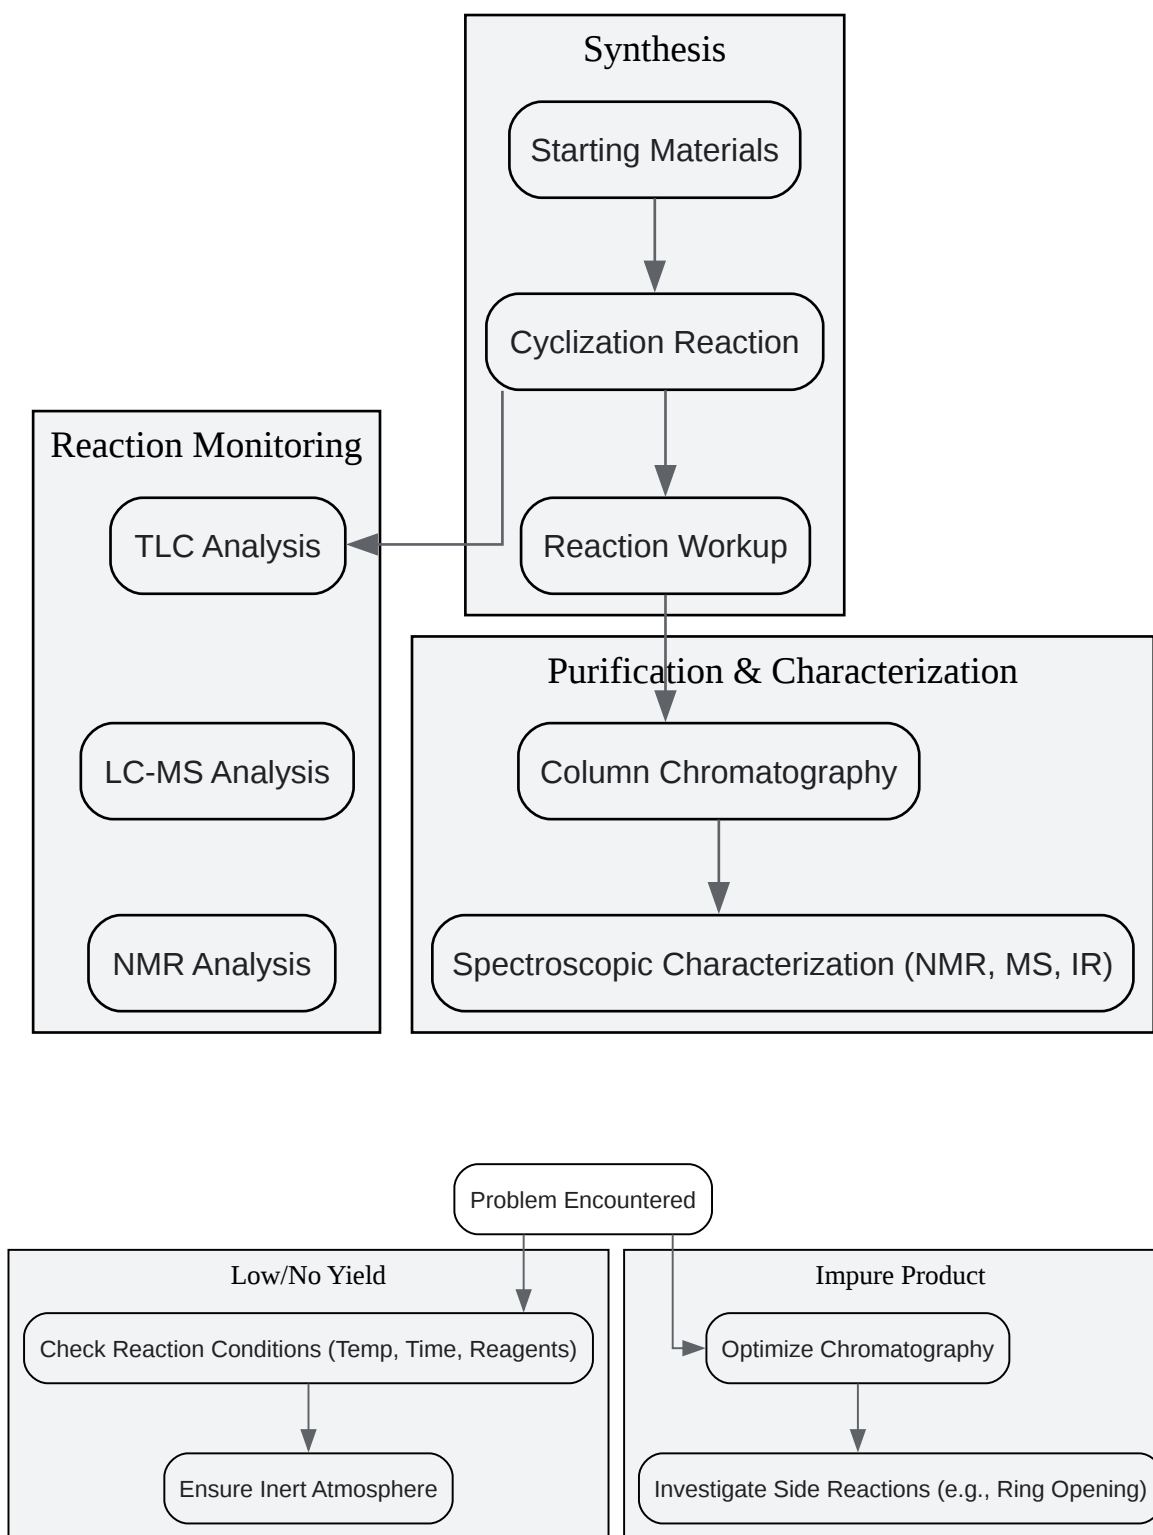 Synthesis
Starting Materials
Cyclization Reaction
Reaction Monitoring
TLC Analysis
Reaction Workup
Purification & Characterization
LC-MS Analysis
Column Chromatography
NMR Analysis
Spectroscopic Characterization (NMR, MS, IR)
Problem Encountered
Low/No Yield
Impure Product
Check Reaction Conditions (Temp, Time, Reagents)
Optimize Chromatography
Ensure Inert Atmosphere
Investigate Side Reactions (e.g., Ring Opening)